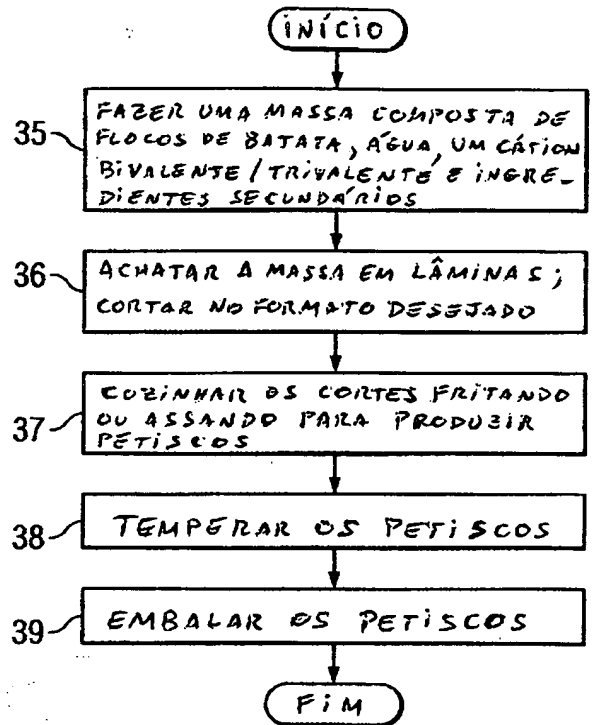 INÍCIO
35
FAZER UMA MASSA COMPOSTA DE
FLOCOS DE BATATA, ÁGUA, UM CÁTION
BIVALENTE/TRIVALENTE E INGRE-
DIENTES SECUNDÁRIOS
36
ACHATAR A MASSA EM LÂMINAS;
CORTAR NO FORMATO DESEJADO
37
COZINHAR OS CORTES FRITANDO
OU ASSANDO PARA PRODUZIR
PETISCOS
38
TEMPERAR OS PETISCOS
39
EMBALAR OS PETISCOS
FIM